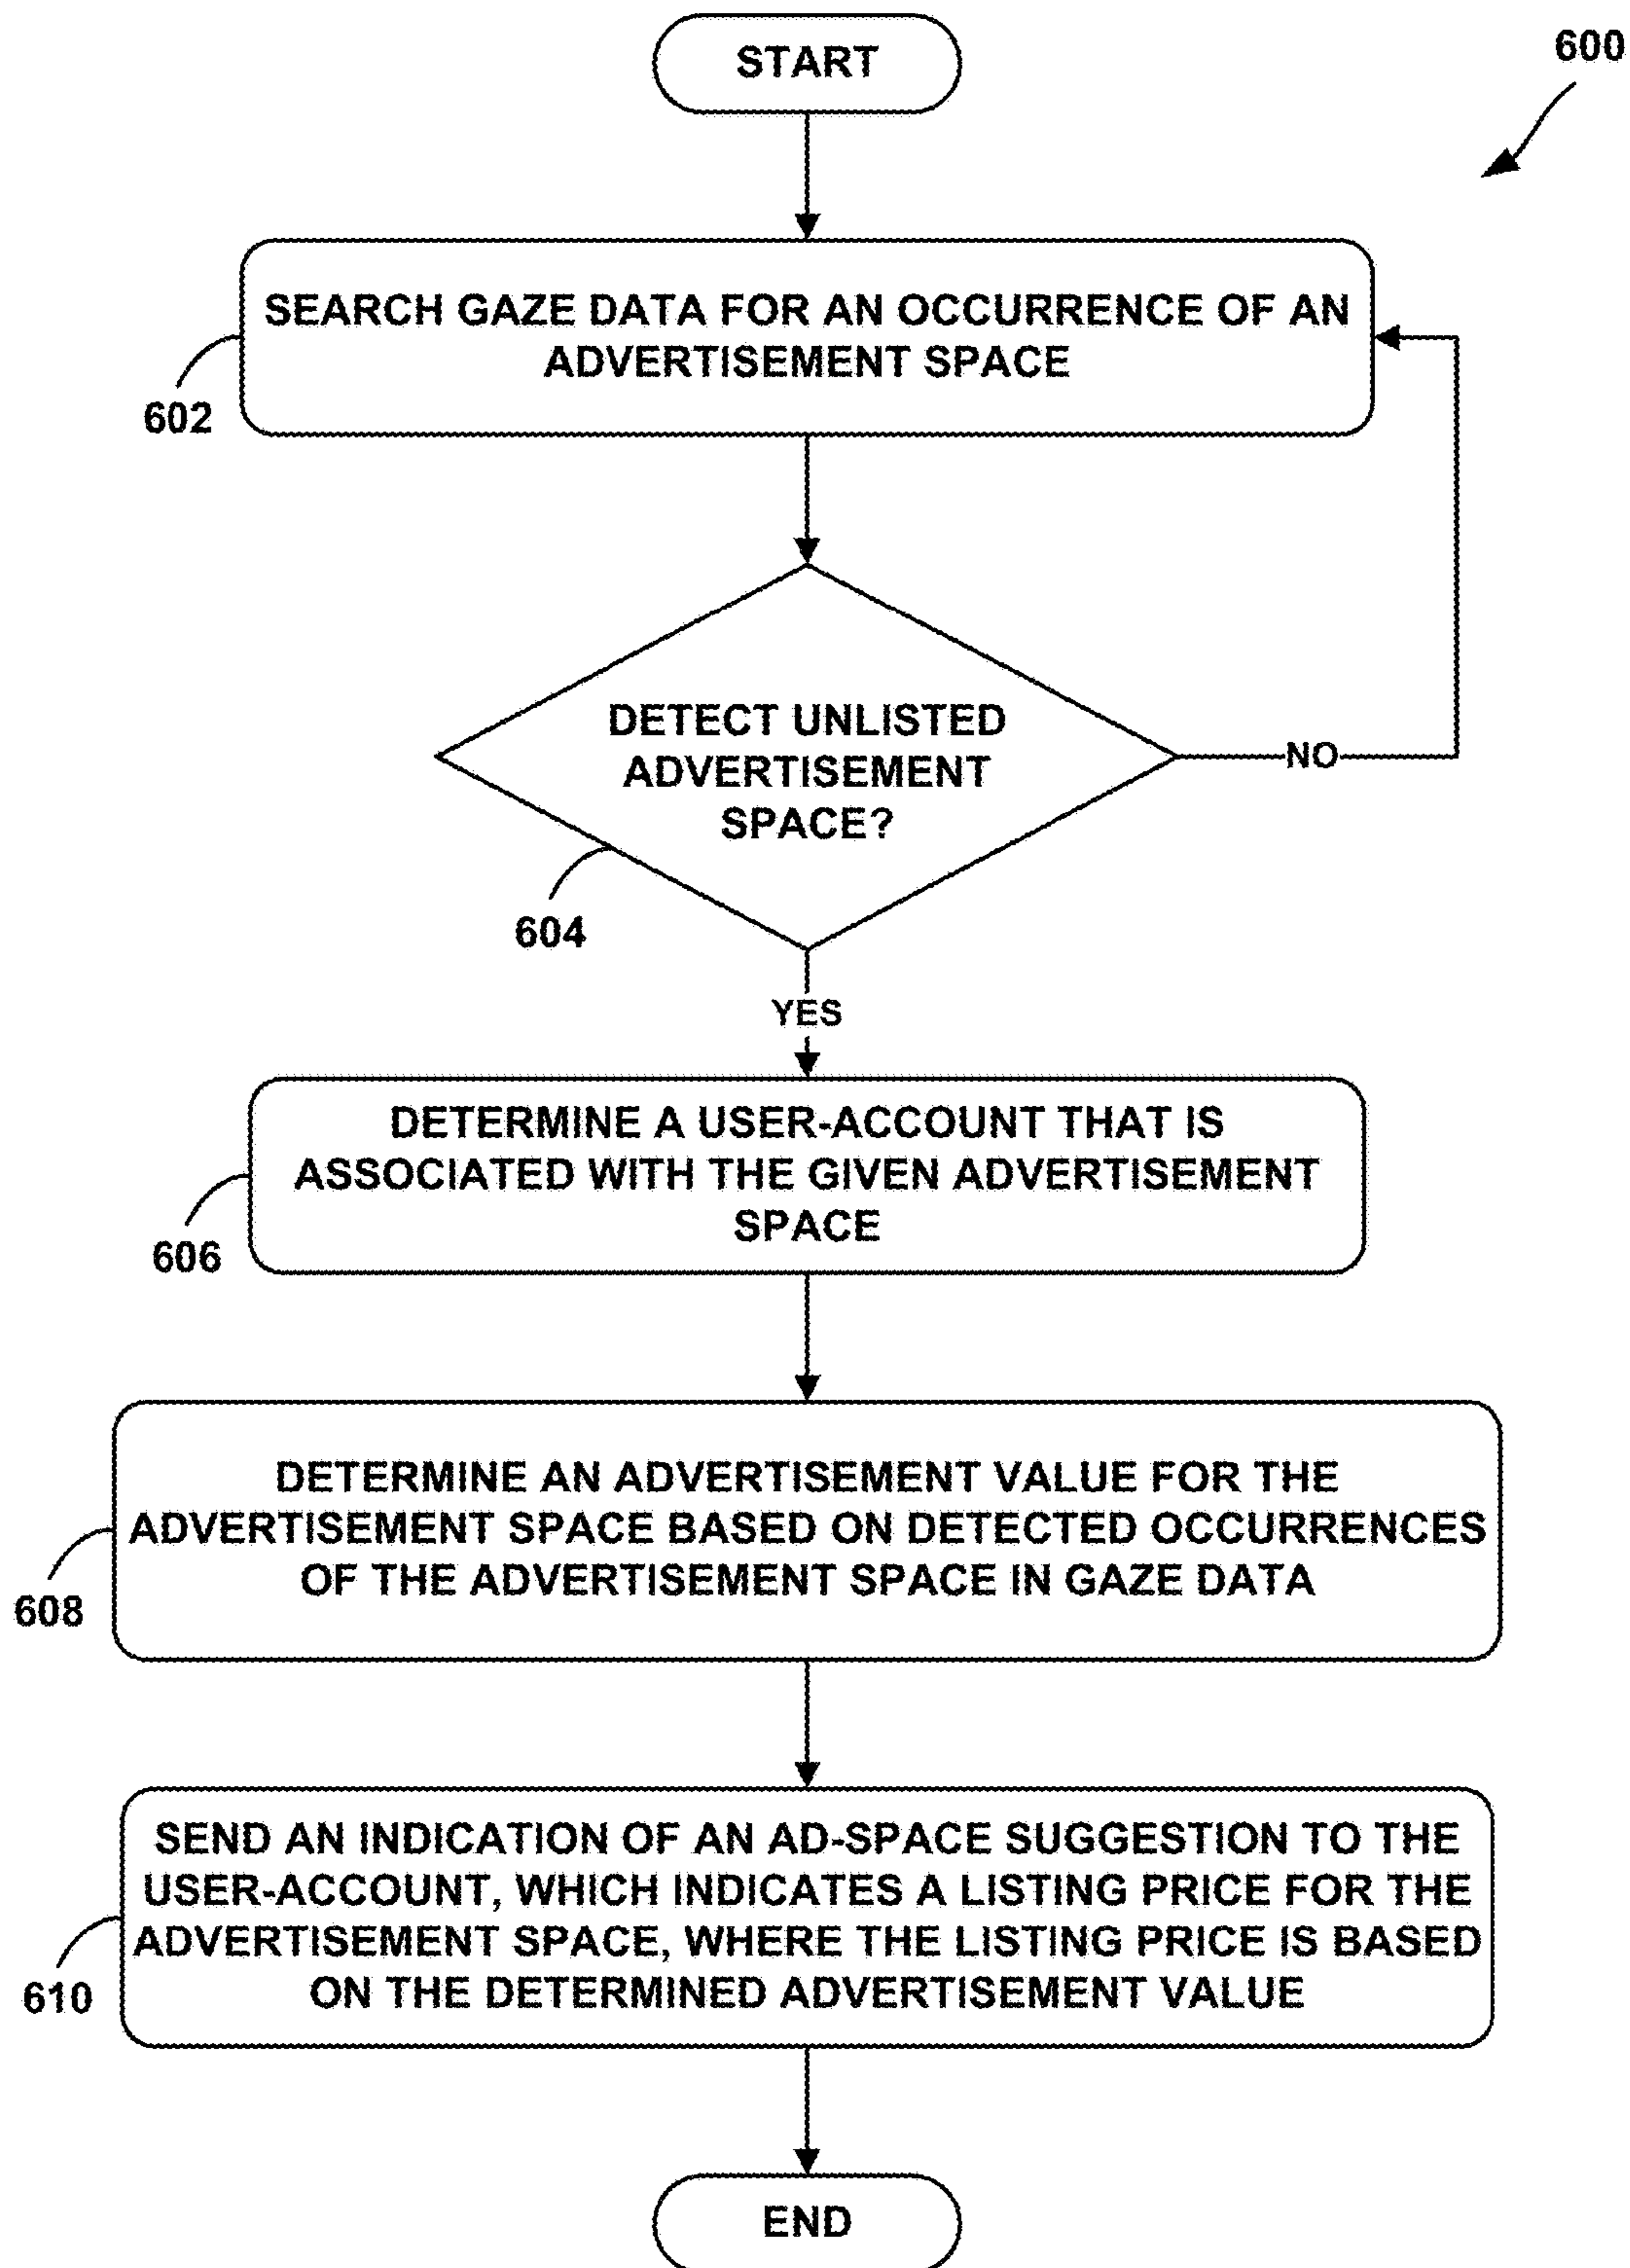 START
600
SEARCH GAZE DATA FOR AN OCCURRENCE OF AN
ADVERTISEMENT SPACE
602
DETECT UNLISTED
ADVERTISEMENT
SPACE?
NO
604
YES
DETERMINE A USER-ACCOUNT THAT IS
ASSOCIATED WITH THE GIVEN ADVERTISEMENT
SPACE
606
DETERMINE AN ADVERTISEMENT VALUE FOR THE
ADVERTISEMENT SPACE BASED ON DETECTED OCCURRENCES
OF THE ADVERTISEMENT SPACE IN GAZE DATA
608
SEND AN INDICATION OF AN AD-SPACE SUGGESTION TO THE
USER-ACCOUNT, WHICH INDICATES A LISTING PRICE FOR THE
ADVERTISEMENT SPACE, WHERE THE LISTING PRICE IS BASED
ON THE DETERMINED ADVERTISEMENT VALUE
610
END